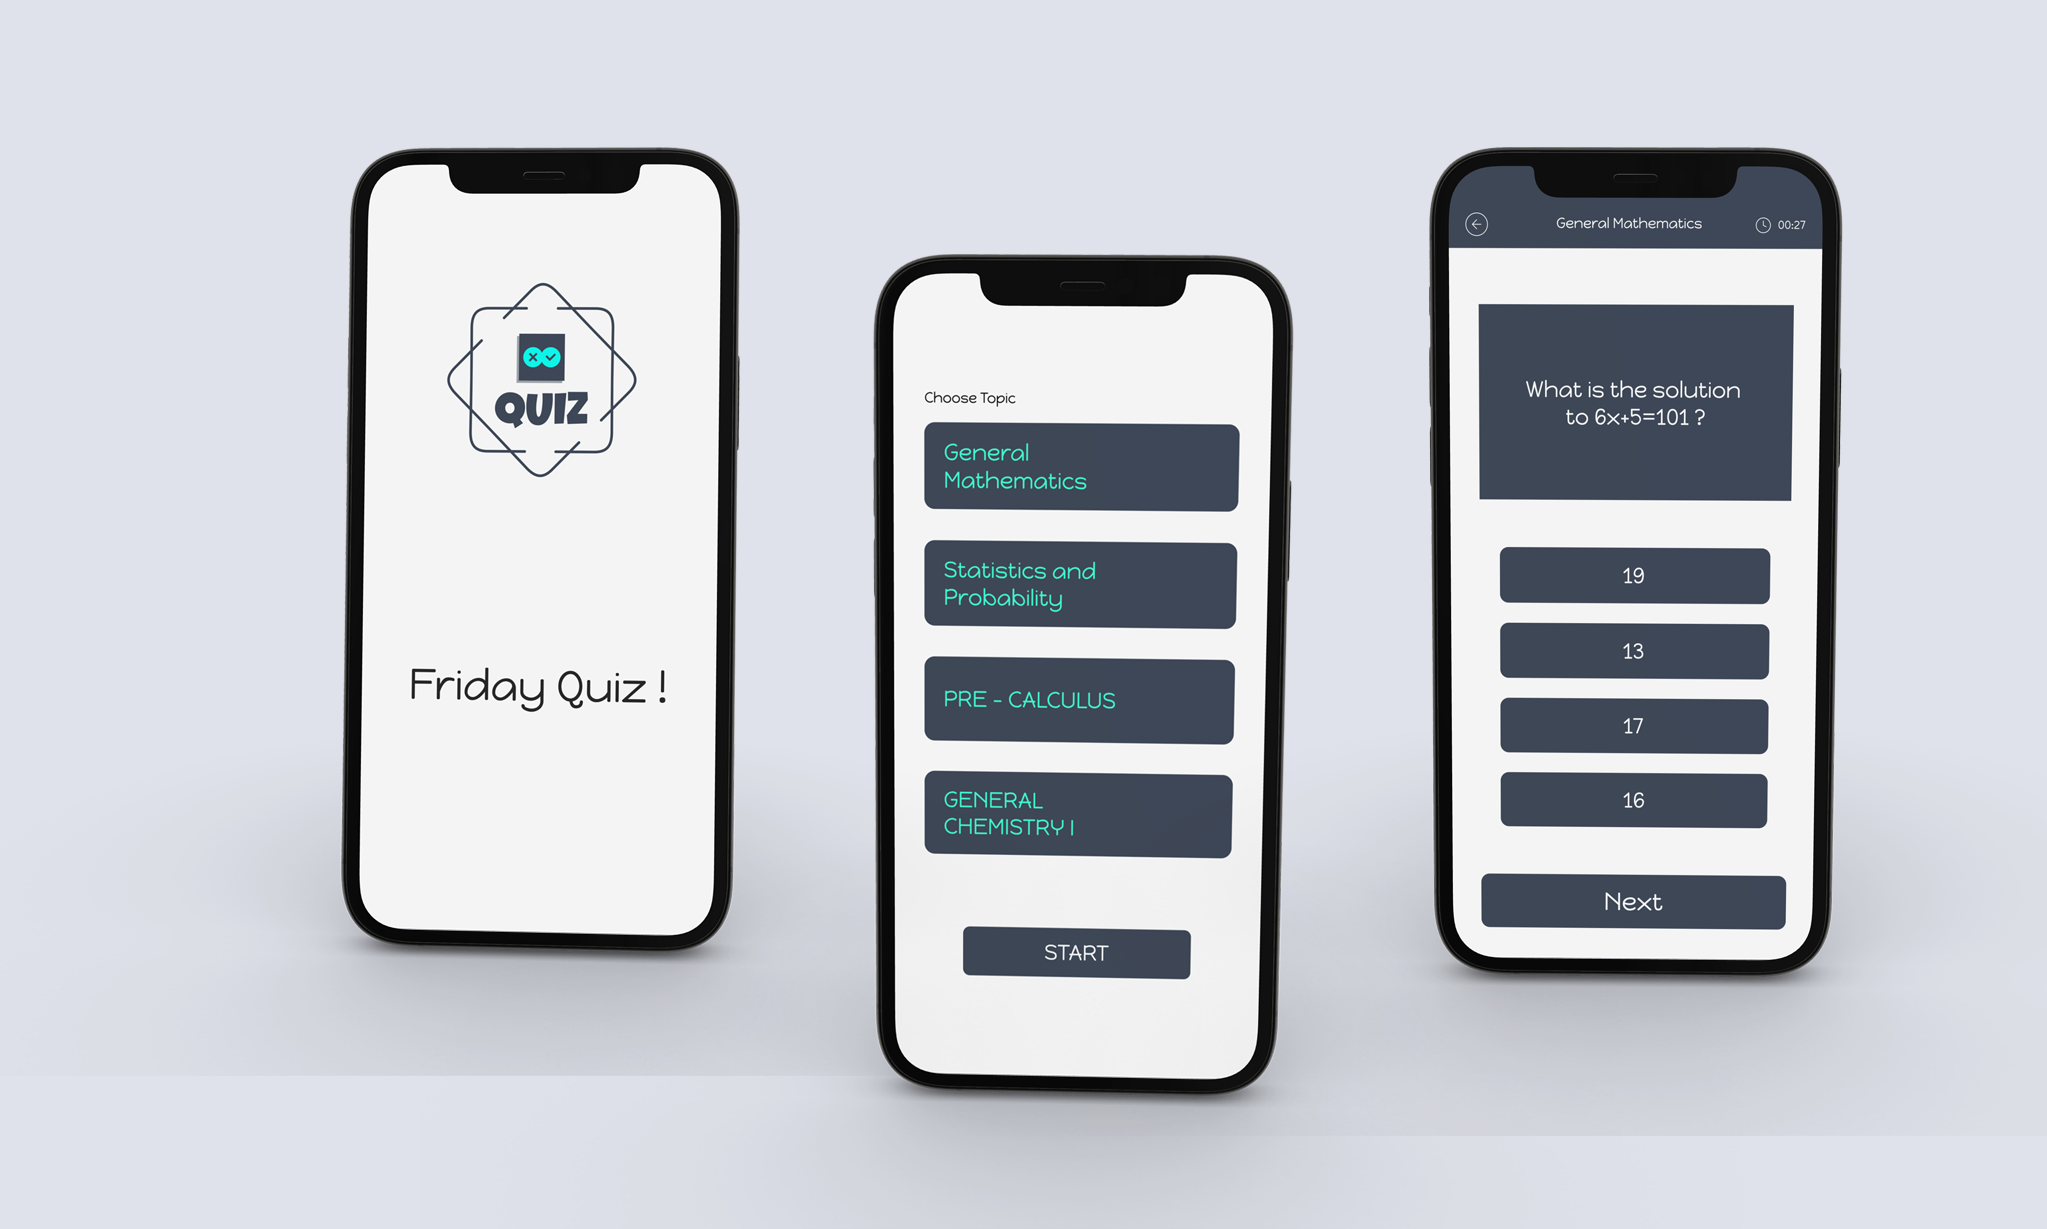 QUIZ
Friday Quiz !
Choose Topic
General
Mathematics
Statistics and
Probability
PRE - CALCULUS
GENERAL
CHEMISTRY I
START
General Mathematics
00:27
What is the solution
to 6x+5=101 ?
19
13
17
16
Next